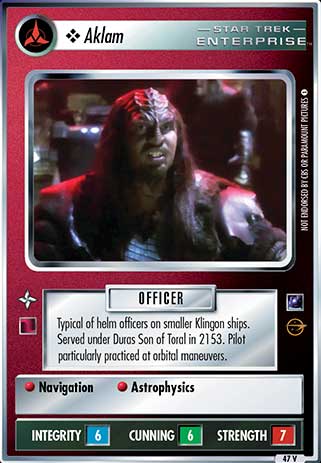 Aklam
STAR TREK
ENTERPRISE™
NOT ENDORSED BY CBS OR PARAMOUNT PICTURES
OFFICER
Typical of helm officers on smaller Klingon ships.
Served under Duras Son of Toral in 2153. Pilot
particularly practiced at orbital maneuvers.
Navigation Astrophysics
INTEGRITY 6 CUNNING 6 STRENGTH 7
47 V